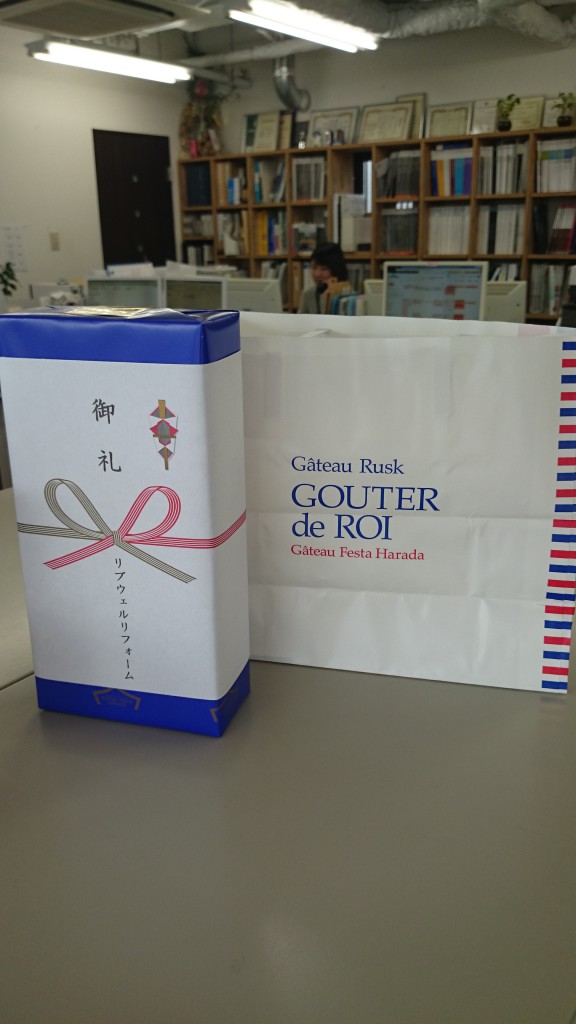 御礼
リブウェルリフォーム
Gâteau Rusk
GOUTER
de ROI
Gâteau Festa Harada